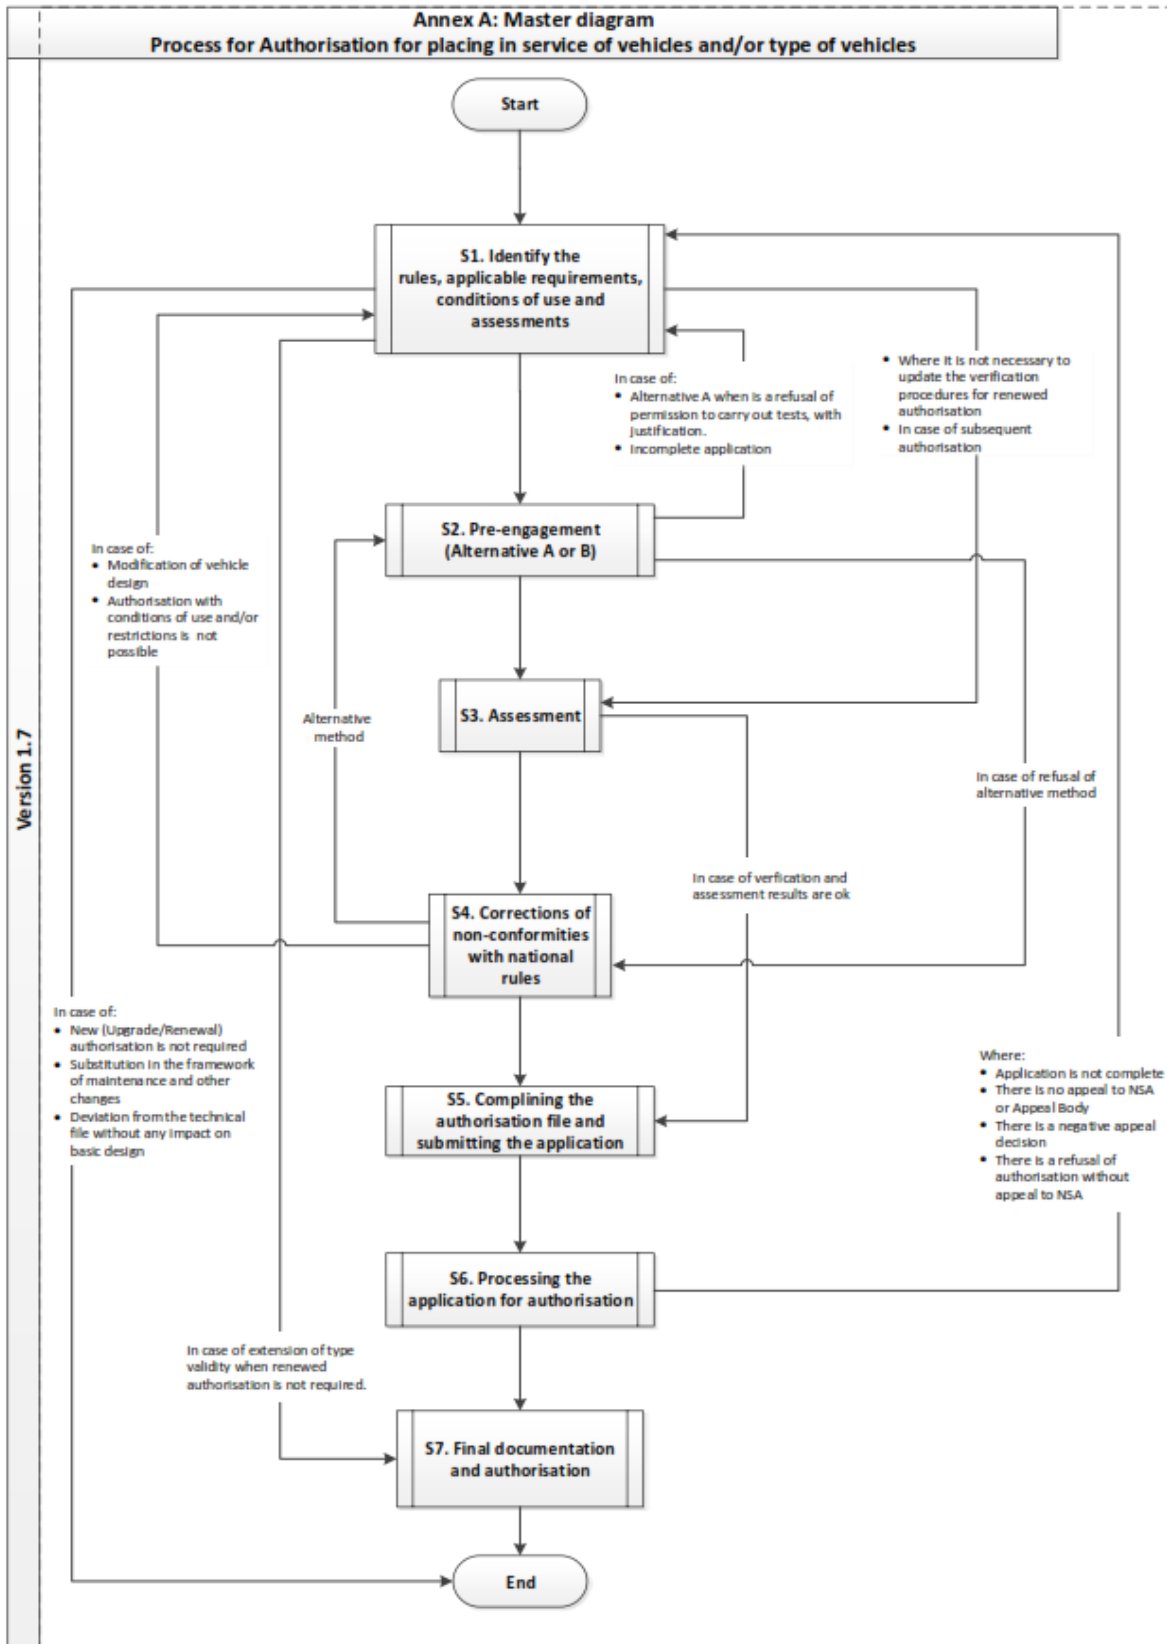 Annex A: Master diagram
Process for Authorisation for placing in service of vehicles and/or type of vehicles
Version 1.7
Start
S1. Identify the
rules, applicable requirements,
conditions of use and
assessments
In case of:
• Alternative A when is a refusal of
permission to carry out tests, with
justification.
• Incomplete application
• Where it is not necessary to
update the verification
procedures for renewed
authorisation
• In case of subsequent
authorisation
S2. Pre-engagement
(Alternative A or B)
In case of:
• Modification of vehicle
design
• Authorisation with
conditions of use and/or
restrictions is not
possible
Alternative
method
S3. Assessment
In case of refusal of
alternative method
In case of verfication and
assessment results are ok
S4. Corrections of
non-conformities
with national
rules
In case of:
• New (Upgrade/Renewal)
authorisation is not required
• Substitution in the framework
of maintenance and other
changes
• Deviation from the technical
file without any impact on
basic design
Where:
• Application is not complete
• There is no appeal to NSA
or Appeal Body
• There is a negative appeal
decision
• There is a refusal of
authorisation without
appeal to NSA
S5. Complining the
authorisation file and
submitting the application
S6. Processing the
application for authorisation
In case of extension of type
validity when renewed
authorisation is not required.
S7. Final documentation
and authorisation
End